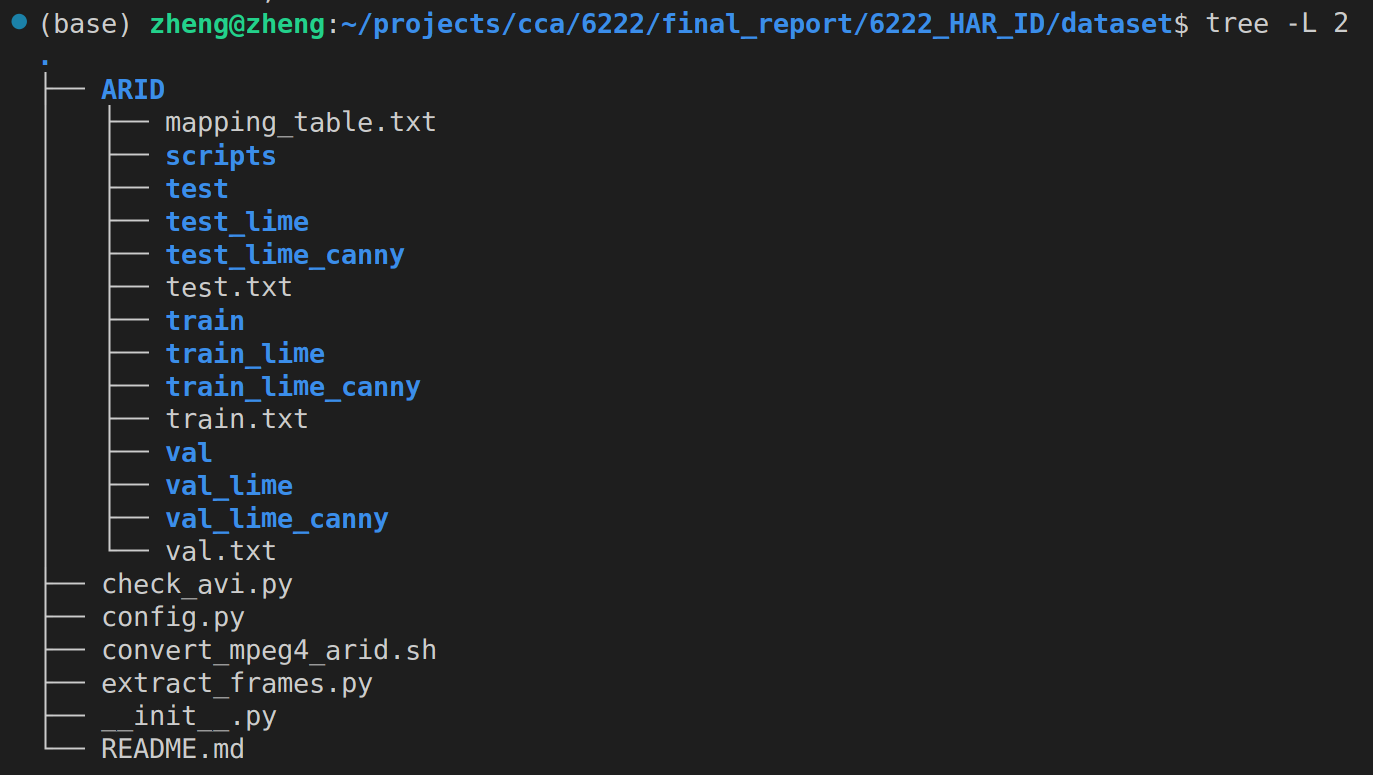 (base) zheng@zheng:~/projects/cca/6222/final_report/6222_HAR_ID/dataset$ tree -L 2
.
├── ARID
│   ├── mapping_table.txt
│   ├── scripts
│   ├── test
│   ├── test_lime
│   ├── test_lime_canny
│   ├── test.txt
│   ├── train
│   ├── train_lime
│   ├── train_lime_canny
│   ├── train.txt
│   ├── val
│   ├── val_lime
│   ├── val_lime_canny
│   └── val.txt
├── check_avi.py
├── config.py
├── convert_mpeg4_arid.sh
├── extract_frames.py
├── __init__.py
└── README.md